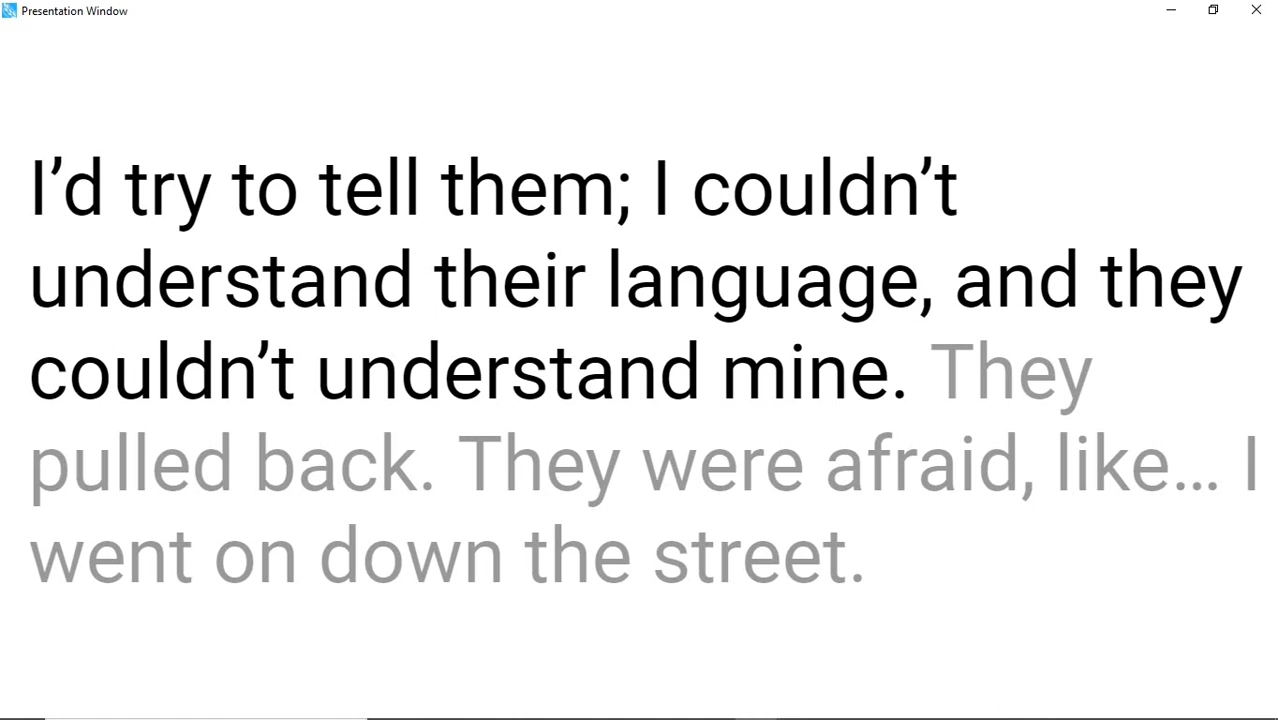 Presentation Window
I’d try to tell them; I couldn’t
understand their language, and they
couldn’t understand mine. They
pulled back. They were afraid, like… I
went on down the street.